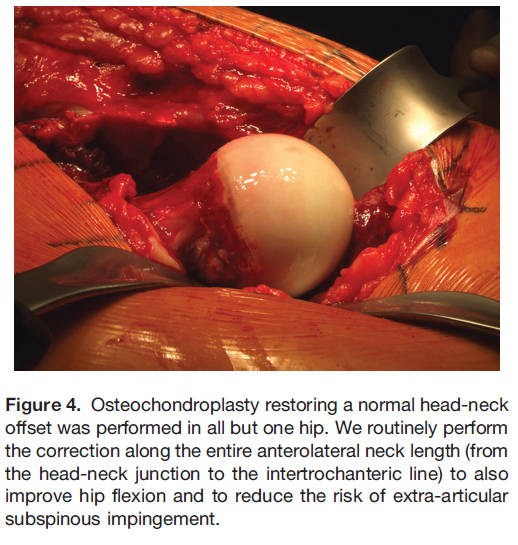 Figure 4. Osteochondroplasty restoring a normal head-neck
offset was performed in all but one hip. We routinely perform
the correction along the entire anterolateral neck length (from
the head-neck junction to the intertrochanteric line) to also
improve hip flexion and to reduce the risk of extra-articular
subspinous impingement.